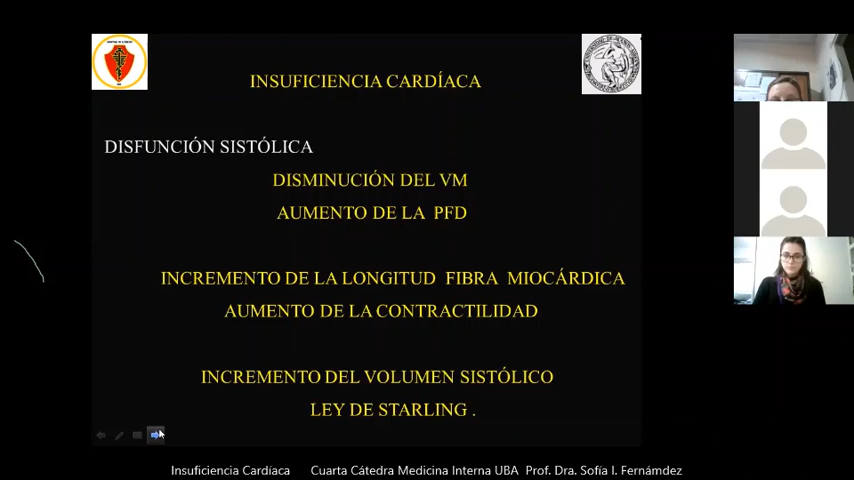 INSUFICIENCIA CARDÍACA
DISFUNCIÓN SISTÓLICA
DISMINUCIÓN DEL VM
AUMENTO DE LA PFD
INCREMENTO DE LA LONGITUD FIBRA MIOCÁRDICA
AUMENTO DE LA CONTRACTILIDAD
INCREMENTO DEL VOLUMEN SISTÓLICO
LEY DE STARLING .
Insuficiencia Cardíaca Cuarta Cátedra Medicina Interna UBA Prof. Dra. Sofía I. Fernámdez